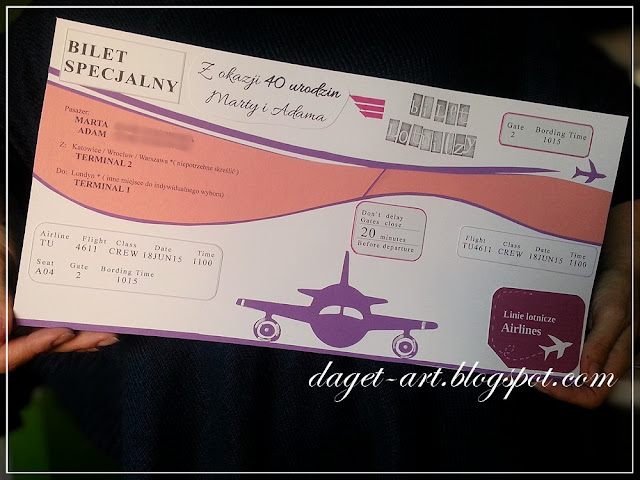 BILET
SPECJALNY
Z okazji 40 urodzin
Marty i Adama
BILET
LOTNICZY
Gate Bording Time
2 1015
Pasażer:
MARTA
ADAM
Z: Katowice / Wrocław / Warszawa *( niepotrzebne skreślić )
TERMINAL 2
Do: Londyn * ( inne miejsce do indywidualnego wyboru)
TERMINAL 1
Don't delay
Gates close
20 minutes
Before departure
Flight Class Date Time
TU4611 CREW 18JUN15 1100
Airline Flight Class Date Time
TU 4611 CREW 18JUN15 1100
Seat Gate Bording Time
A04 2 1015
Linie lotnicze
Airlines
daget-art.blogspot.com